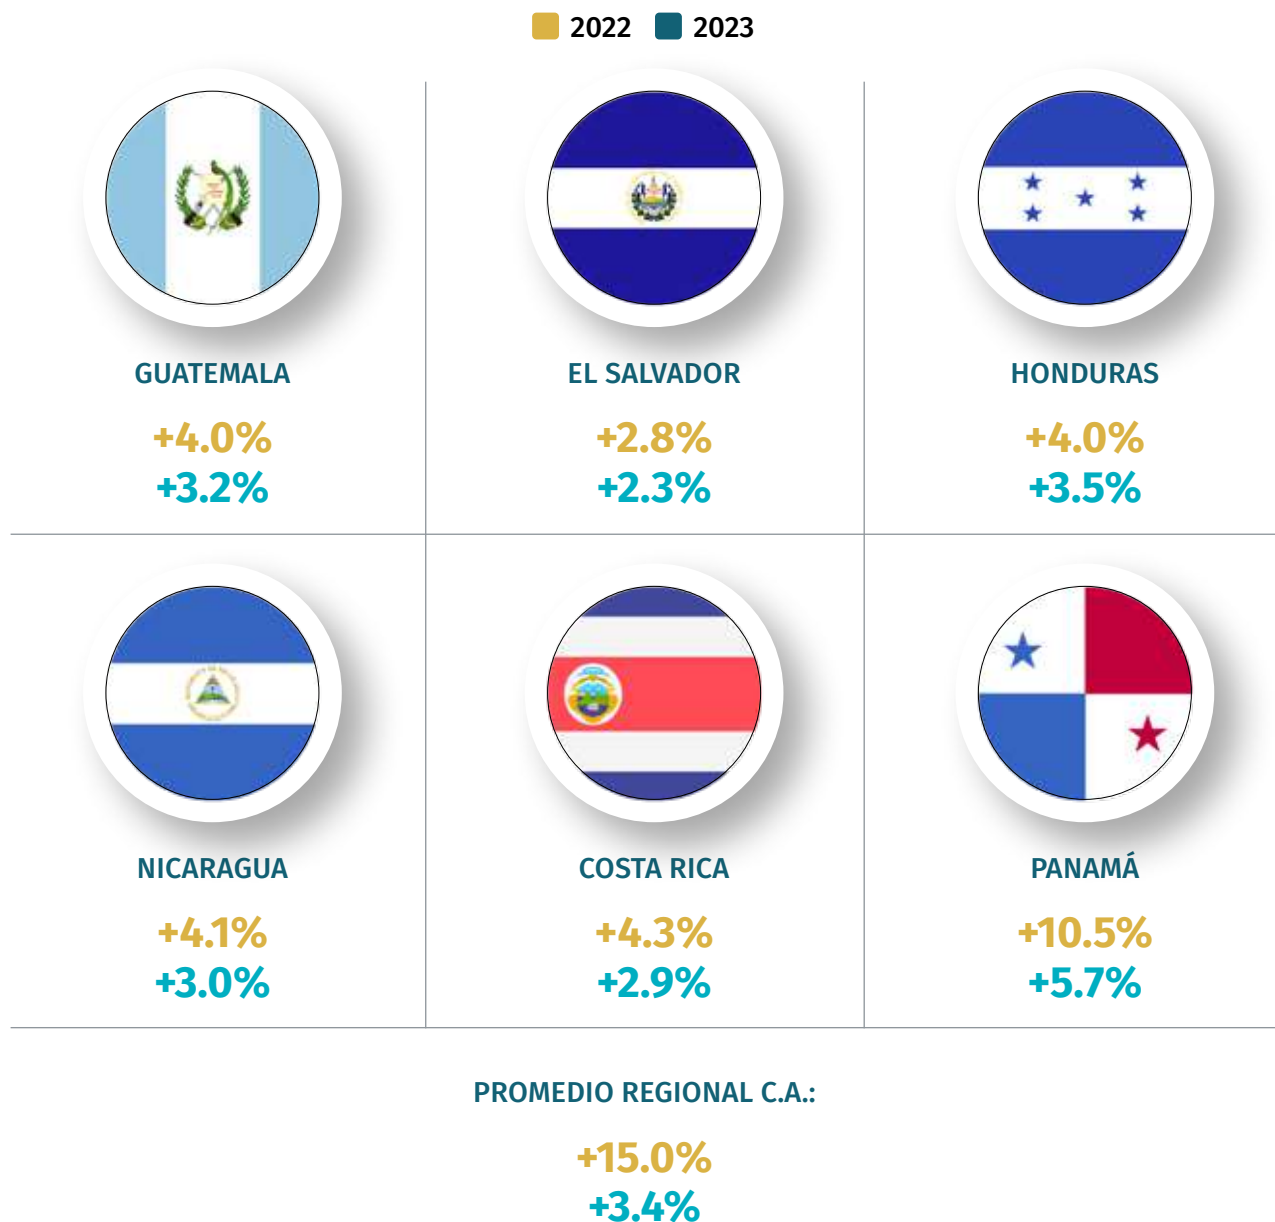 2022 2023
GUATEMALA
+4.0%
+3.2%
EL SALVADOR
+2.8%
+2.3%
HONDURAS
+4.0%
+3.5%
NICARAGUA
+4.1%
+3.0%
COSTA RICA
+4.3%
+2.9%
PANAMÁ
+10.5%
+5.7%
PROMEDIO REGIONAL C.A.:
+15.0%
+3.4%